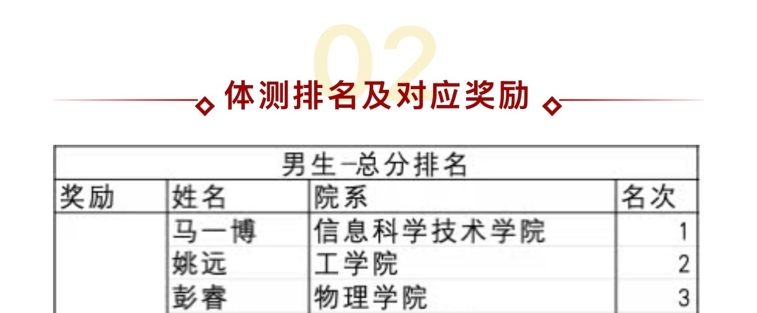 02
体测排名及对应奖励
男生-总分排名
奖励 姓名 院系 名次
马一博 信息科学技术学院 1
姚远 工学院 2
彭睿 物理学院 3